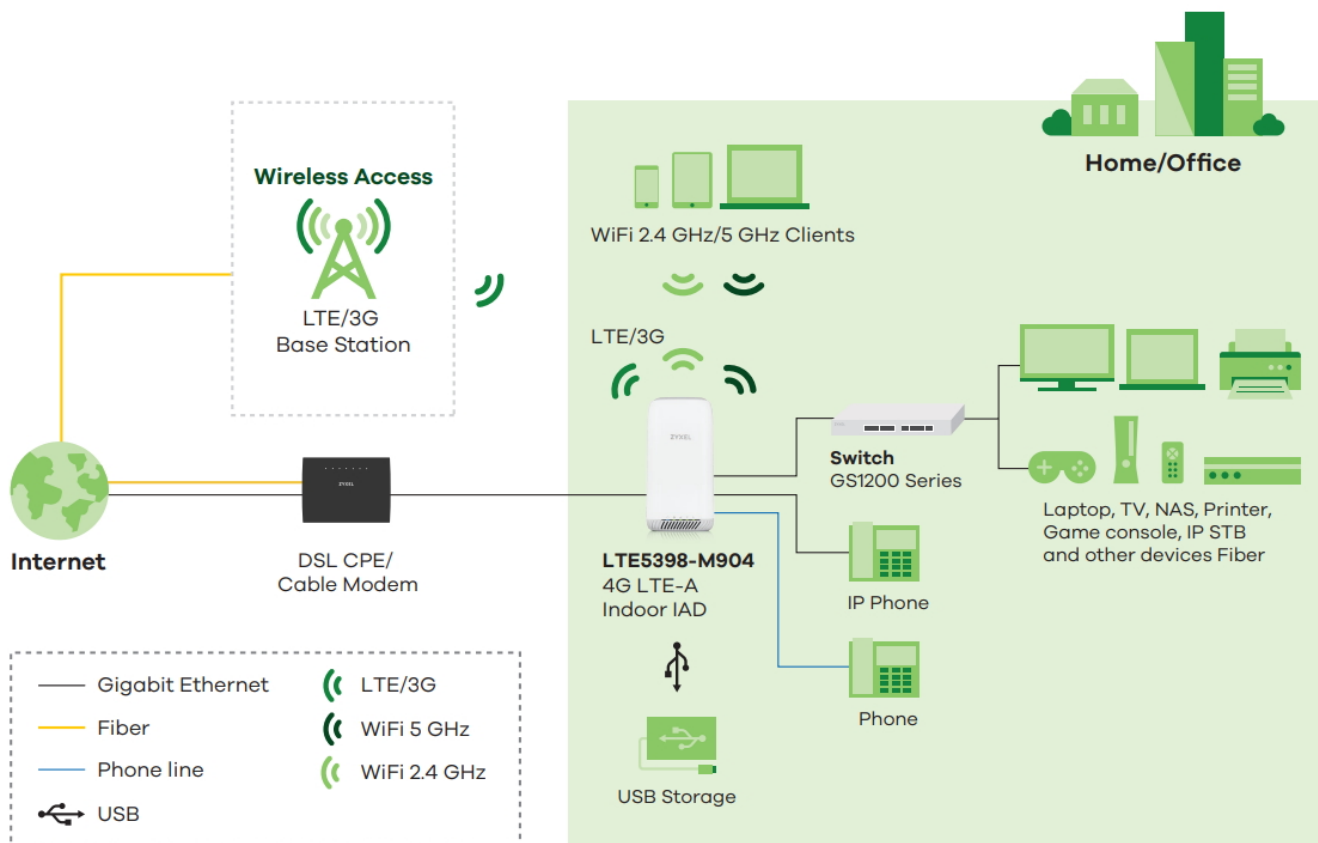 Home/Office
Wireless Access
LTE/3G
Base Station
WiFi 2.4 GHz/5 GHz Clients
LTE/3G
ZYXEL
Switch
GS1200 Series
Laptop, TV, NAS, Printer,
Game console, IP STB
and other devices Fiber
ZYXEL
Internet
DSL CPE/
Cable Modem
LTE5398-M904
4G LTE-A
Indoor IAD
IP Phone
Phone
USB Storage
Gigabit Ethernet
Fiber
Phone line
USB
LTE/3G
WiFi 5 GHz
WiFi 2.4 GHz